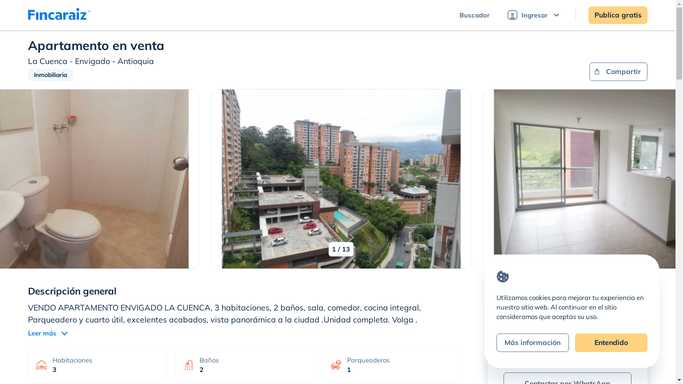 Fincaraiz
Buscador
Ingresar
Publica gratis
Apartamento en venta
La Cuenca - Envigado - Antioquia
Inmobiliaria
Compartir
1 / 13
Descripción general
VENDO APARTAMENTO ENVIGADO LA CUENCA, 3 habitaciones, 2 baños, sala, comedor, cocina integral,
Parqueadero y cuarto útil, excelentes acabados, vista panorámica a la ciudad .Unidad completa. Valga .
Leer más
Habitaciones
3
Baños
2
Parqueaderos
1
Utilizamos cookies para mejorar tu experiencia en
nuestro sitio web. Al continuar en el sitio
consideramos que aceptas su uso.
Más información
Entendido
Contactar por WhatsApp